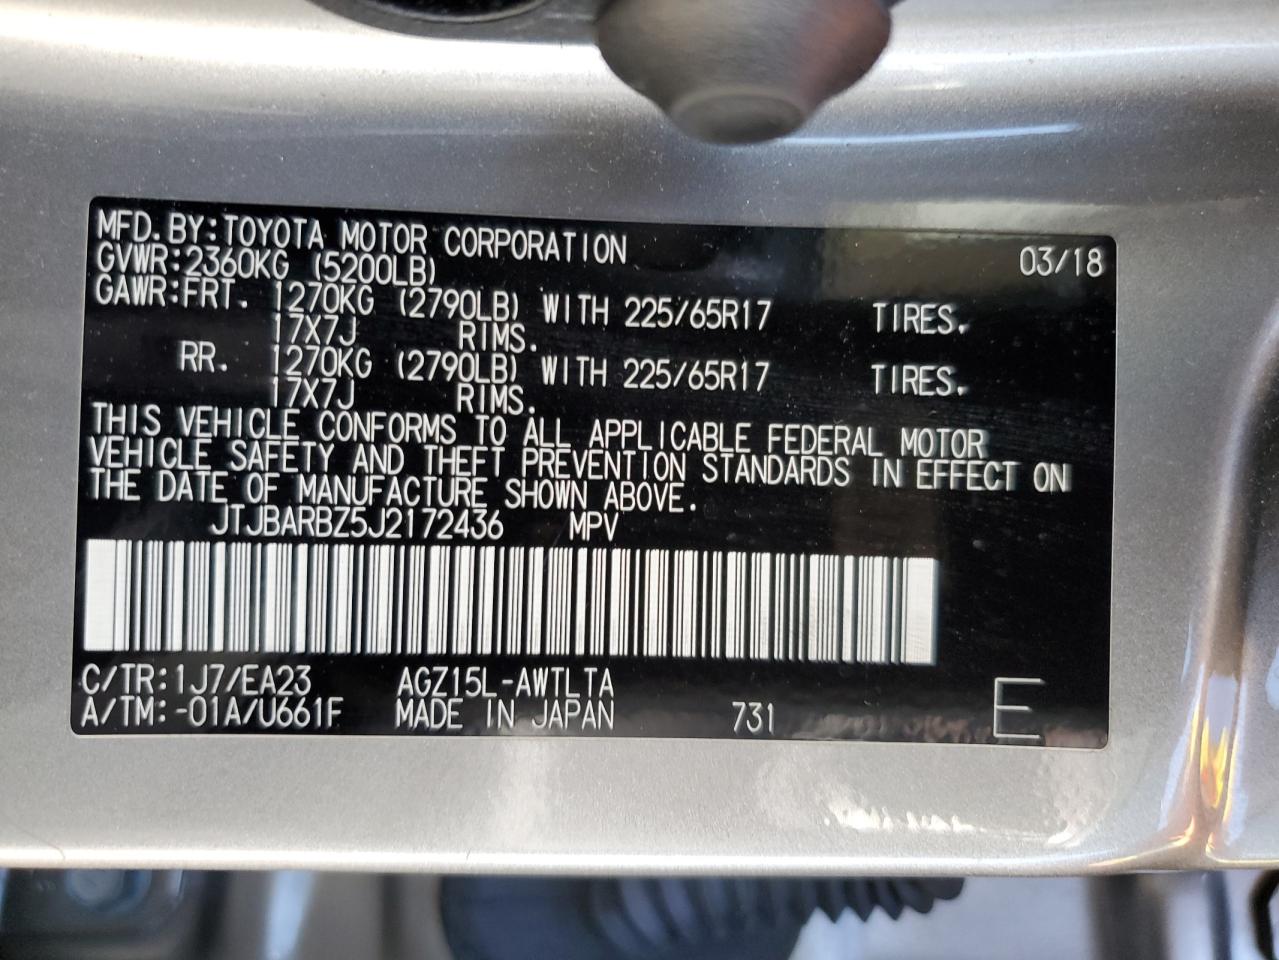 MFD.BY:TOYOTA MOTOR CORPORATION 03/18
GVWR:2360KG (5200LB)
GAWR:FRT. 1270KG (2790LB) WITH 225/65R17 TIRES.
17X7J RIMS.
RR. 1270KG (2790LB) WITH 225/65R17 TIRES.
17X7J RIMS.
THIS VEHICLE CONFORMS TO ALL APPLICABLE FEDERAL MOTOR
VEHICLE SAFETY AND THEFT PREVENTION STANDARDS IN EFFECT ON
THE DATE OF MANUFACTURE SHOWN ABOVE.
JTJBARBZ5J2172436 MPV
C/TR:1J7/EA23 AGZ15L-AWTLTA
A/TM:-01A/U661F MADE IN JAPAN 731 E